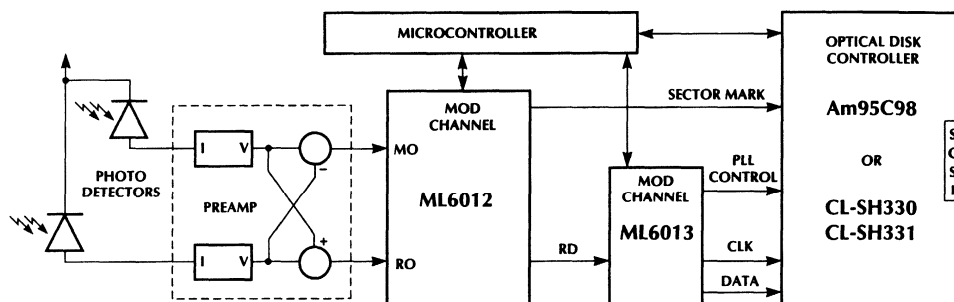 MICROCONTROLLER
OPTICAL DISK
CONTROLLER
Am95C98
OR
CL-SH330
CL-SH331
SECTOR MARK
MOD
CHANNEL
ML6012
MO
RO
PHOTO
DETECTORS
I V
PREAMP
I V
−
+
MOD
CHANNEL
ML6013
PLL
CONTROL
RD
CLK
DATA